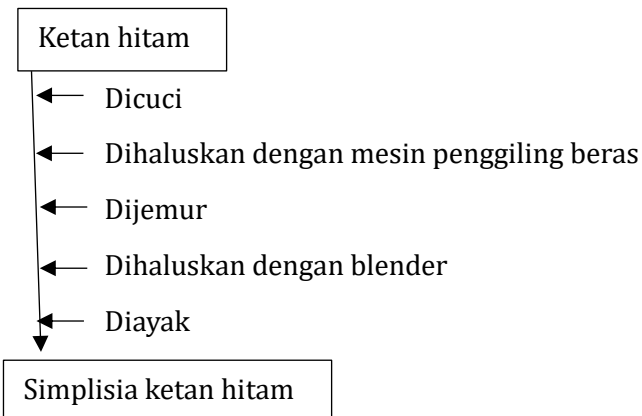 Ketan hitam
Dicuci
Dihaluskan dengan mesin penggiling beras
Dijemur
Dihaluskan dengan blender
Diayak
Simplisia ketan hitam